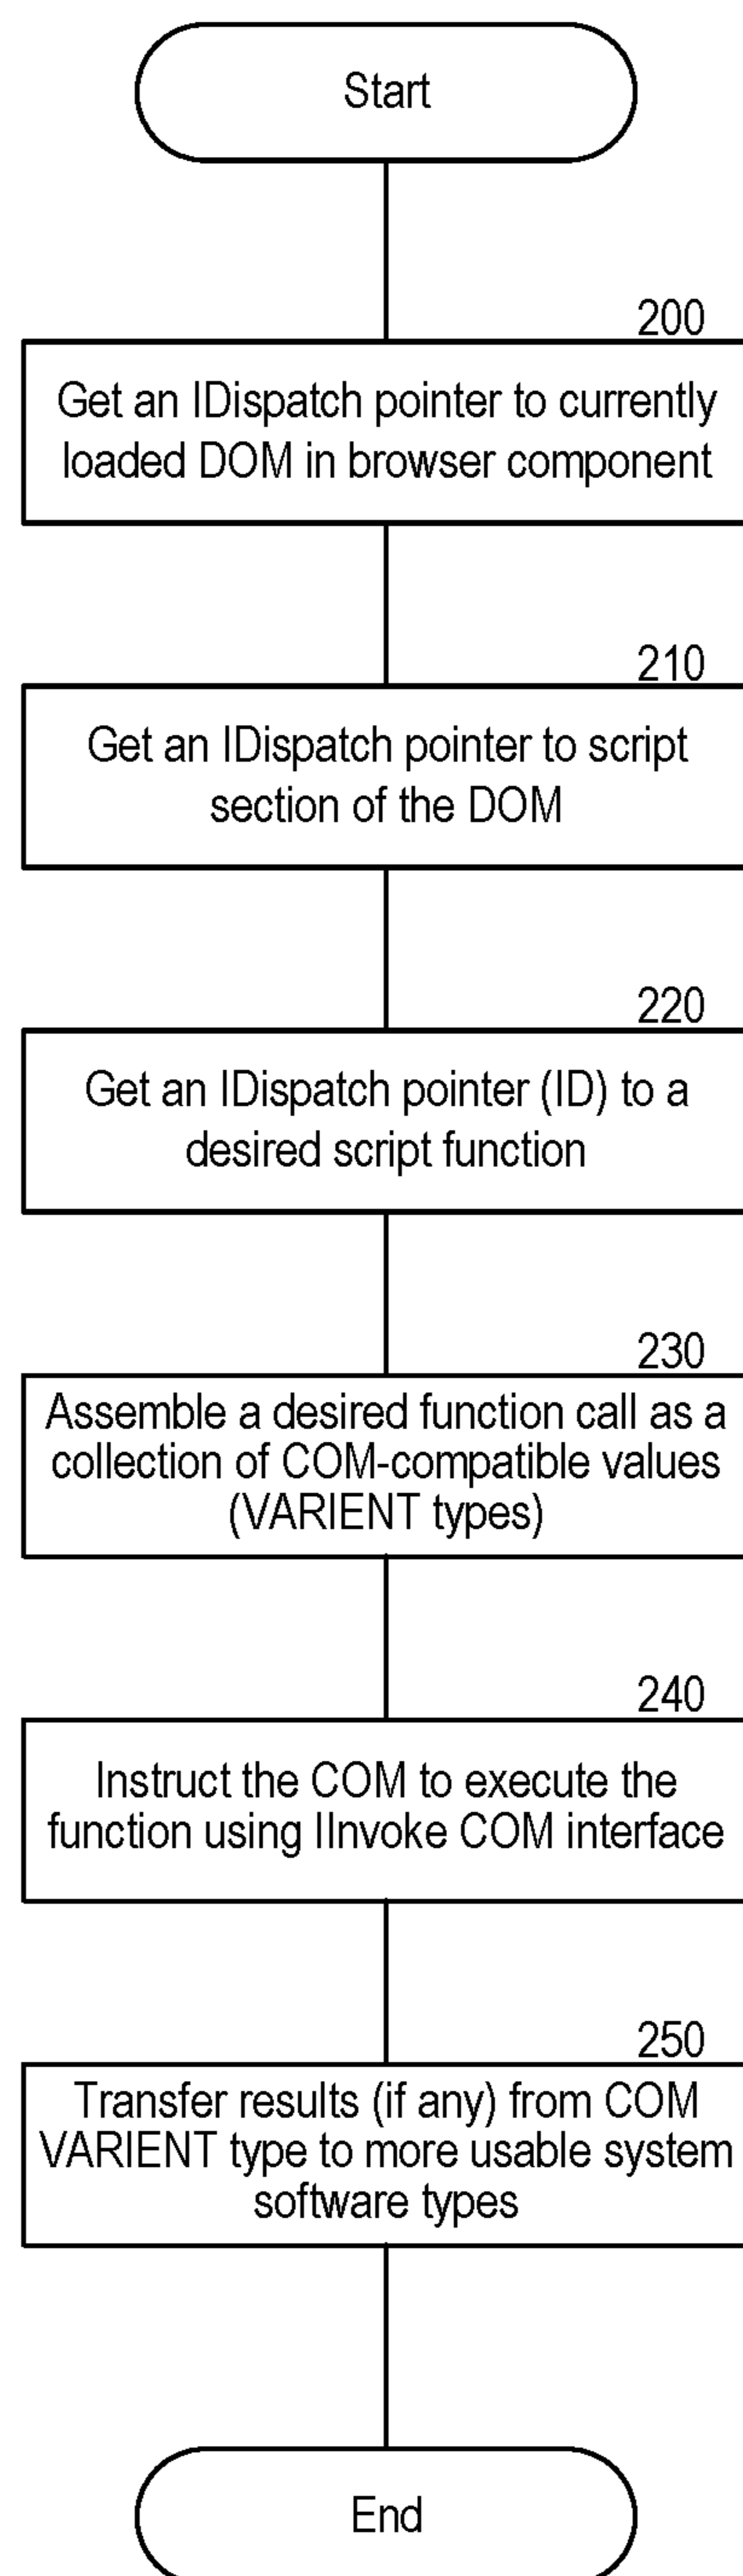 Start
200
Get an IDispatch pointer to currently
loaded DOM in browser component
210
Get an IDispatch pointer to script
section of the DOM
220
Get an IDispatch pointer (ID) to a
desired script function
230
Assemble a desired function call as a
collection of COM-compatible values
(VARIENT types)
240
Instruct the COM to execute the
function using IInvoke COM interface
250
Transfer results (if any) from COM
VARIENT type to more usable system
software types
End